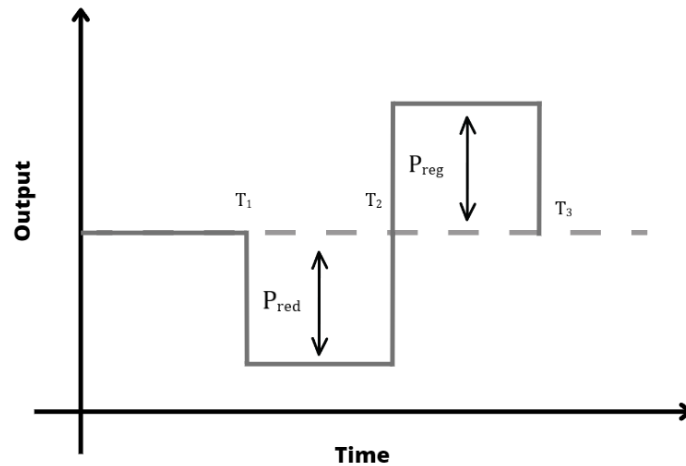 Output
T₁
T₂
T₃
P_reg
P_red
Time